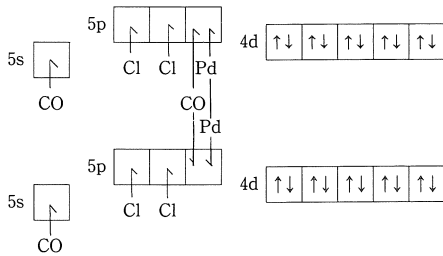 5p 4d ↑↓ ↑↓ ↑↓ ↑↓ ↑↓
5s Cl Cl Pd
CO CO
Pd
5p 4d ↑↓ ↑↓ ↑↓ ↑↓ ↑↓
5s Cl Cl
CO